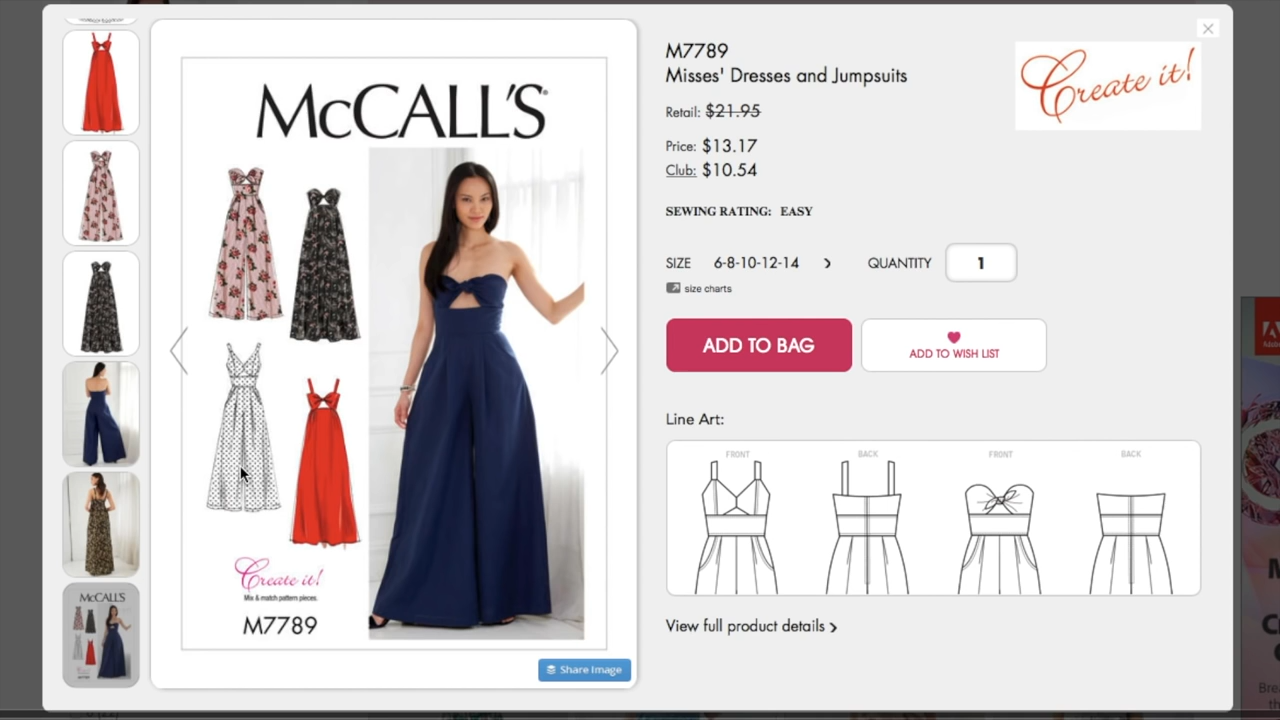 McCALL'S
Create it!
Mix & match pattern pieces.
M7789
Share Image
M7789
Misses' Dresses and Jumpsuits
Create it!
Retail: $21.95
Price: $13.17
Club: $10.54
SEWING RATING: EASY
SIZE 6-8-10-12-14 › QUANTITY 1
size charts
ADD TO BAG
ADD TO WISH LIST
Line Art:
FRONT BACK FRONT BACK
View full product details ›
McCALL'S
Adobe